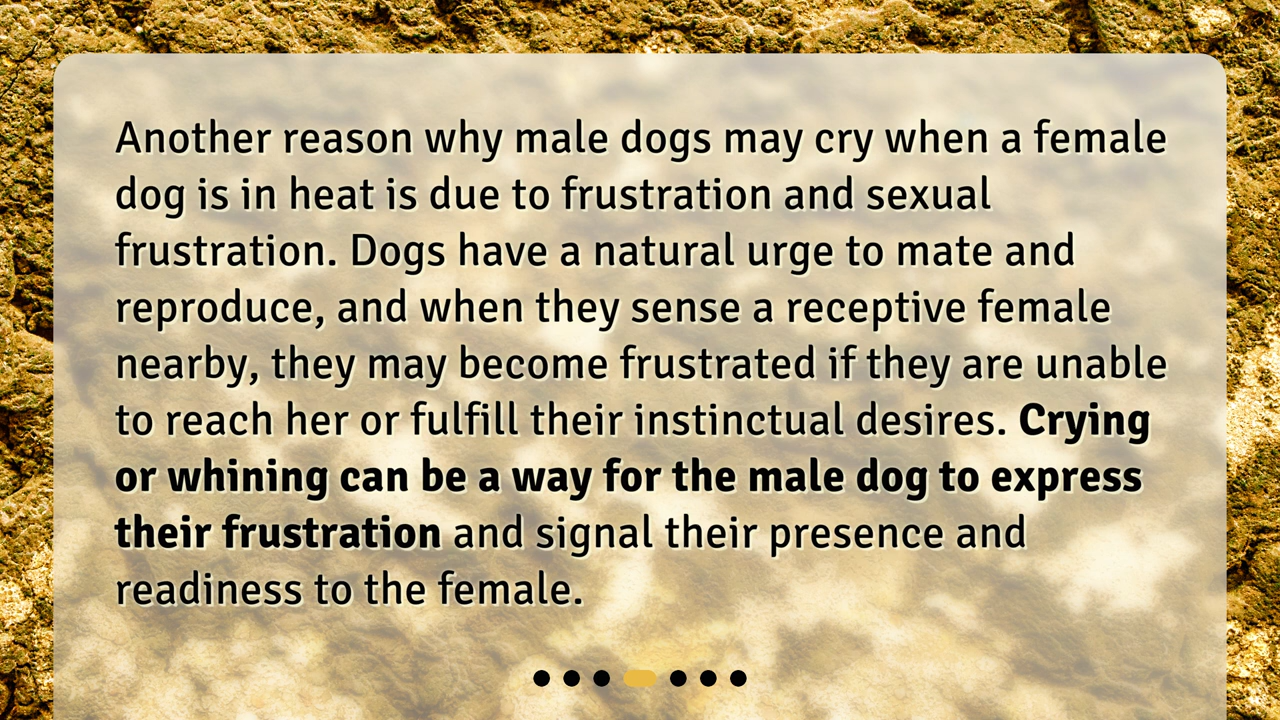 Another reason why male dogs may cry when a female
dog is in heat is due to frustration and sexual
frustration. Dogs have a natural urge to mate and
reproduce, and when they sense a receptive female
nearby, they may become frustrated if they are unable
to reach her or fulfill their instinctual desires. Crying
or whining can be a way for the male dog to express
their frustration and signal their presence and
readiness to the female.